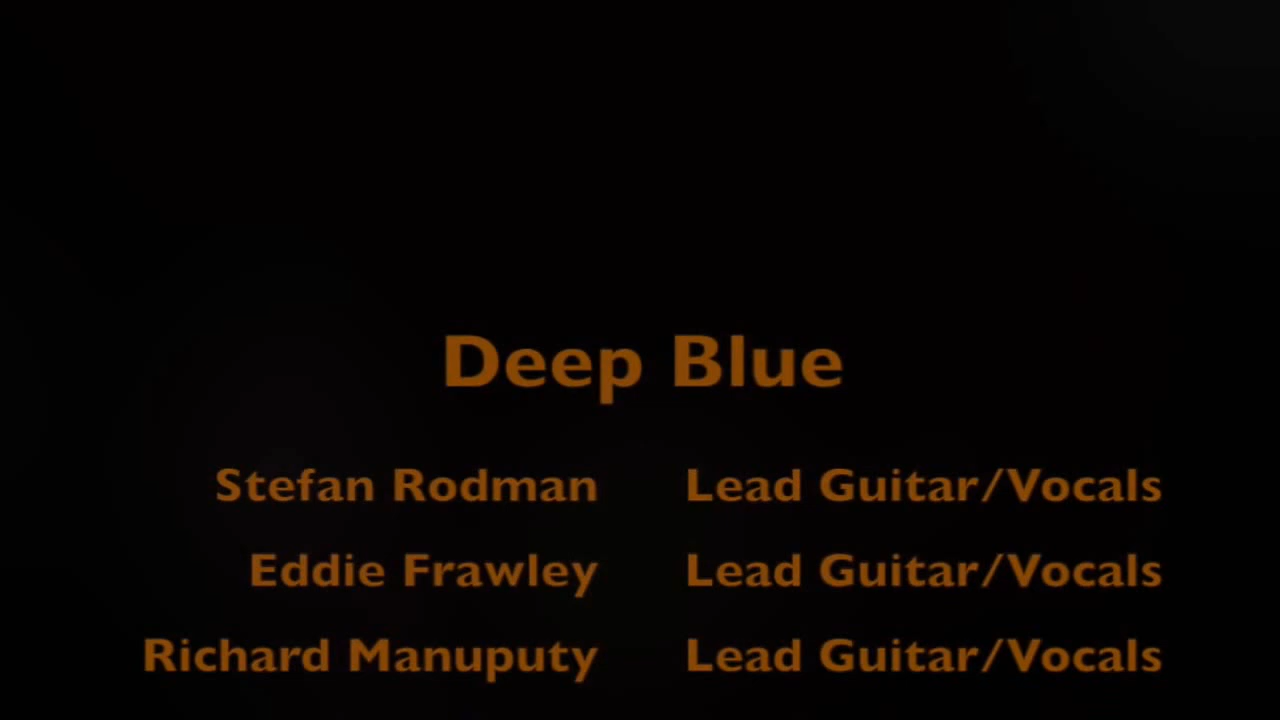 Deep Blue
Stefan Rodman Lead Guitar/Vocals
Eddie Frawley Lead Guitar/Vocals
Richard Manuputy Lead Guitar/Vocals